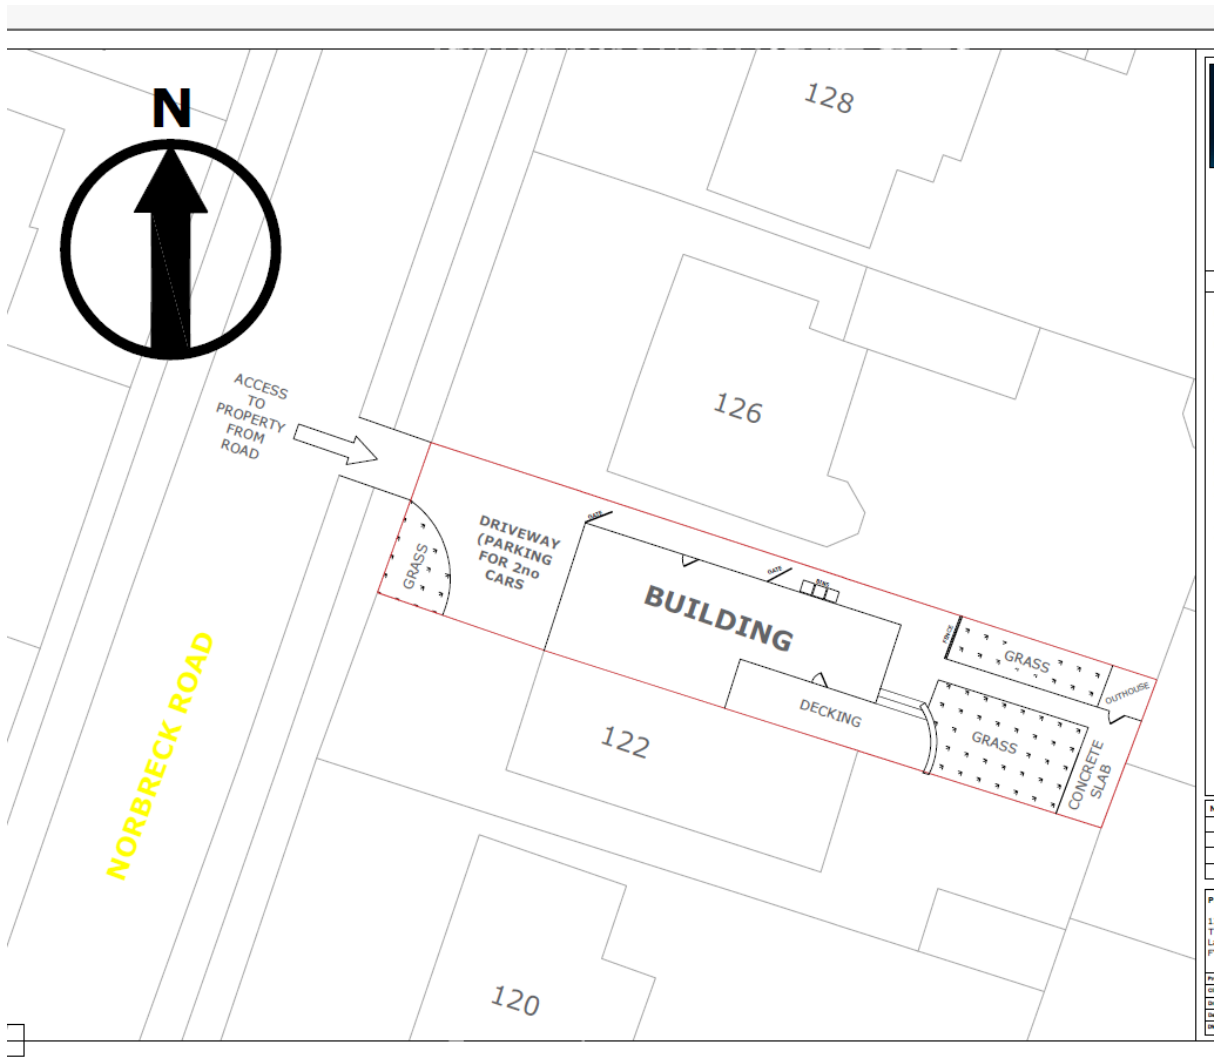 N
128
126
ACCESS
TO
PROPERTY
FROM
ROAD
GATE
DRIVEWAY
(PARKING
FOR 2no
CARS
GRASS
GATE
BINS
BUILDING
FENCE
GRASS
OUTHOUSE
DECKING
GRASS
CONCRETE
SLAB
122
NORBRECK ROAD
120